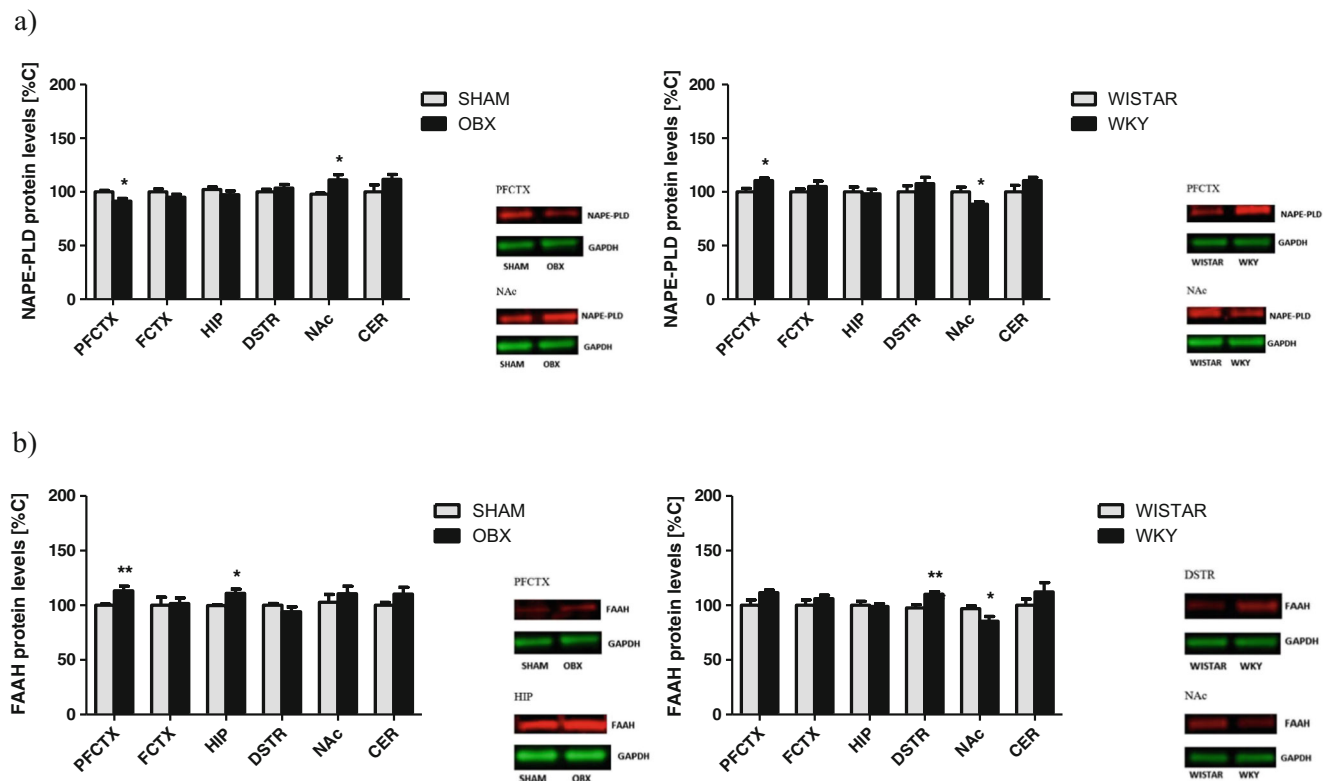 a)
NAPE-PLD protein levels [%C]
200
150
100
50
0
*
*
PFCTX
FCTX
HIP
DSTR
NAc
CER
SHAM
OBX
PFCTX
NAPE-PLD
GAPDH
SHAM OBX
NAc
NAPE-PLD
GAPDH
SHAM OBX
NAPE-PLD protein levels [%C]
200
150
100
50
0
*
*
PFCTX
FCTX
HIP
DSTR
NAc
CER
WISTAR
WKY
PFCTX
NAPE-PLD
GAPDH
WISTAR WKY
NAc
NAPE-PLD
GAPDH
WISTAR WKY
b)
FAAH protein levels [%C]
200
150
100
50
0
**
*
PFCTX
FCTX
HIP
DSTR
NAc
CER
SHAM
OBX
PFCTX
FAAH
GAPDH
SHAM OBX
HIP
FAAH
GAPDH
SHAM OBX
FAAH protein levels [%C]
200
150
100
50
0
**
*
PFCTX
FCTX
HIP
DSTR
NAc
CER
WISTAR
WKY
DSTR
FAAH
GAPDH
WISTAR WKY
NAc
FAAH
GAPDH
WISTAR WKY